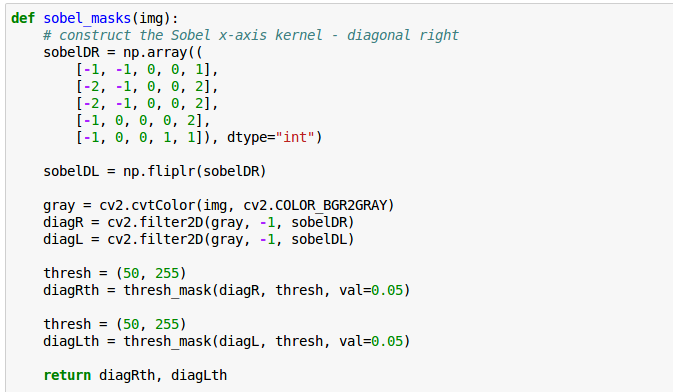 def sobel_masks(img):
    # construct the Sobel x-axis kernel - diagonal right
    sobelDR = np.array((
        [-1, -1, 0, 0, 1],
        [-2, -1, 0, 0, 2],
        [-2, -1, 0, 0, 2],
        [-1, 0, 0, 0, 2],
        [-1, 0, 0, 1, 1]), dtype="int")

    sobelDL = np.fliplr(sobelDR)

    gray = cv2.cvtColor(img, cv2.COLOR_BGR2GRAY)
    diagR = cv2.filter2D(gray, -1, sobelDR)
    diagL = cv2.filter2D(gray, -1, sobelDL)

    thresh = (50, 255)
    diagRth = thresh_mask(diagR, thresh, val=0.05)

    thresh = (50, 255)
    diagLth = thresh_mask(diagL, thresh, val=0.05)

    return diagRth, diagLth